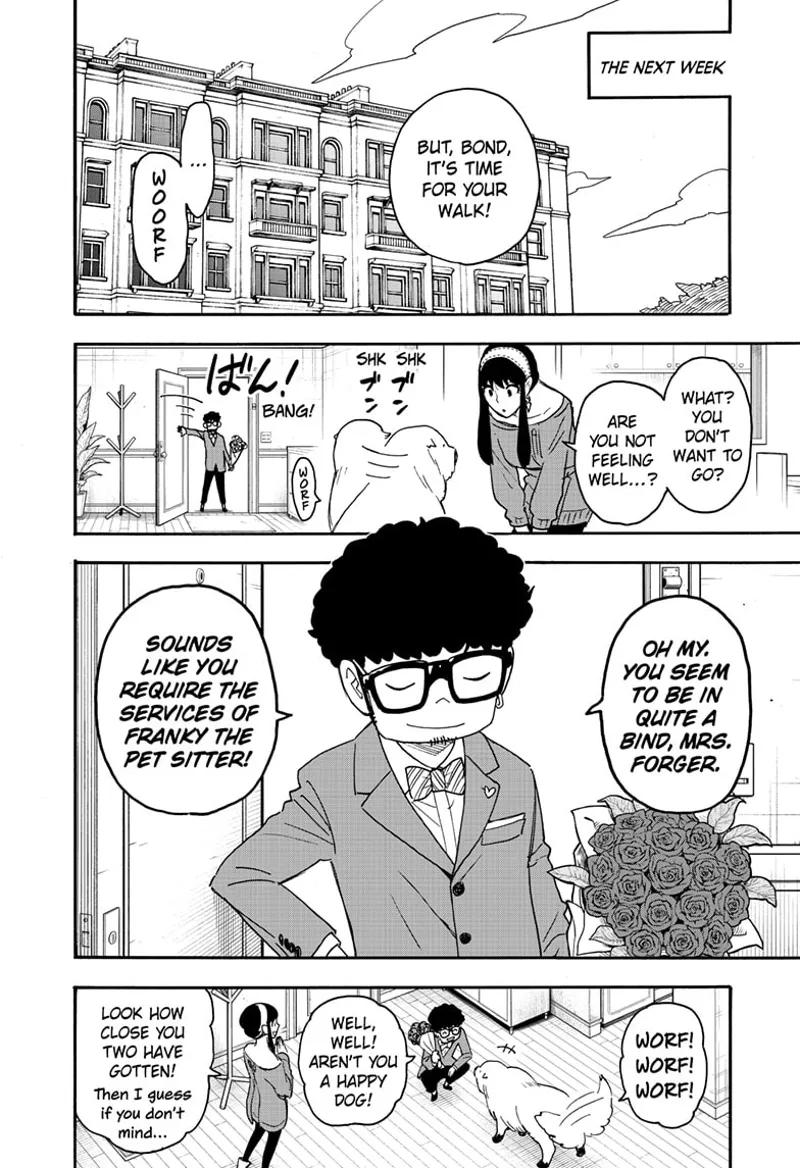 THE NEXT WEEK
BUT, BOND,
IT'S TIME
FOR YOUR
WALK!
...
WOORF
WHAT?
YOU
DON'T
WANT TO
GO?
ARE
YOU NOT
FEELING
WELL...?
SHK SHK
ブンブン
WORF
ばん!
BANG!
OH MY.
YOU SEEM
TO BE IN
QUITE A
BIND, MRS.
FORGER.
SOUNDS
LIKE YOU
REQUIRE THE
SERVICES OF
FRANKY THE
PET SITTER!
WORF!
WORF!
WORF!
WELL,
WELL!
AREN'T YOU
A HAPPY
DOG!
LOOK HOW
CLOSE YOU
TWO HAVE
GOTTEN!
Then I guess
if you don't
mind...